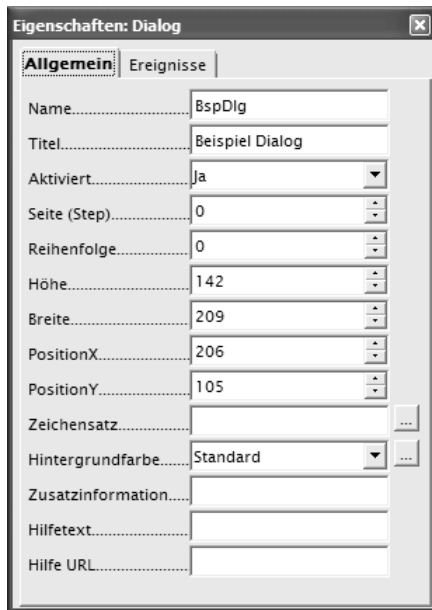 Eigenschaften: Dialog
Allgemein Ereignisse
Name.................... BspDlg
Titel..................... Beispiel Dialog
Aktiviert................ Ja
Seite (Step)........... 0
Reihenfolge........... 0
Höhe.................... 142
Breite................... 209
PositionX.............. 206
PositionY.............. 105
Zeichensatz........... ...
Hintergrundfarbe....... Standard ...
Zusatzinformation.....
Hilfetext................
Hilfe URL...............